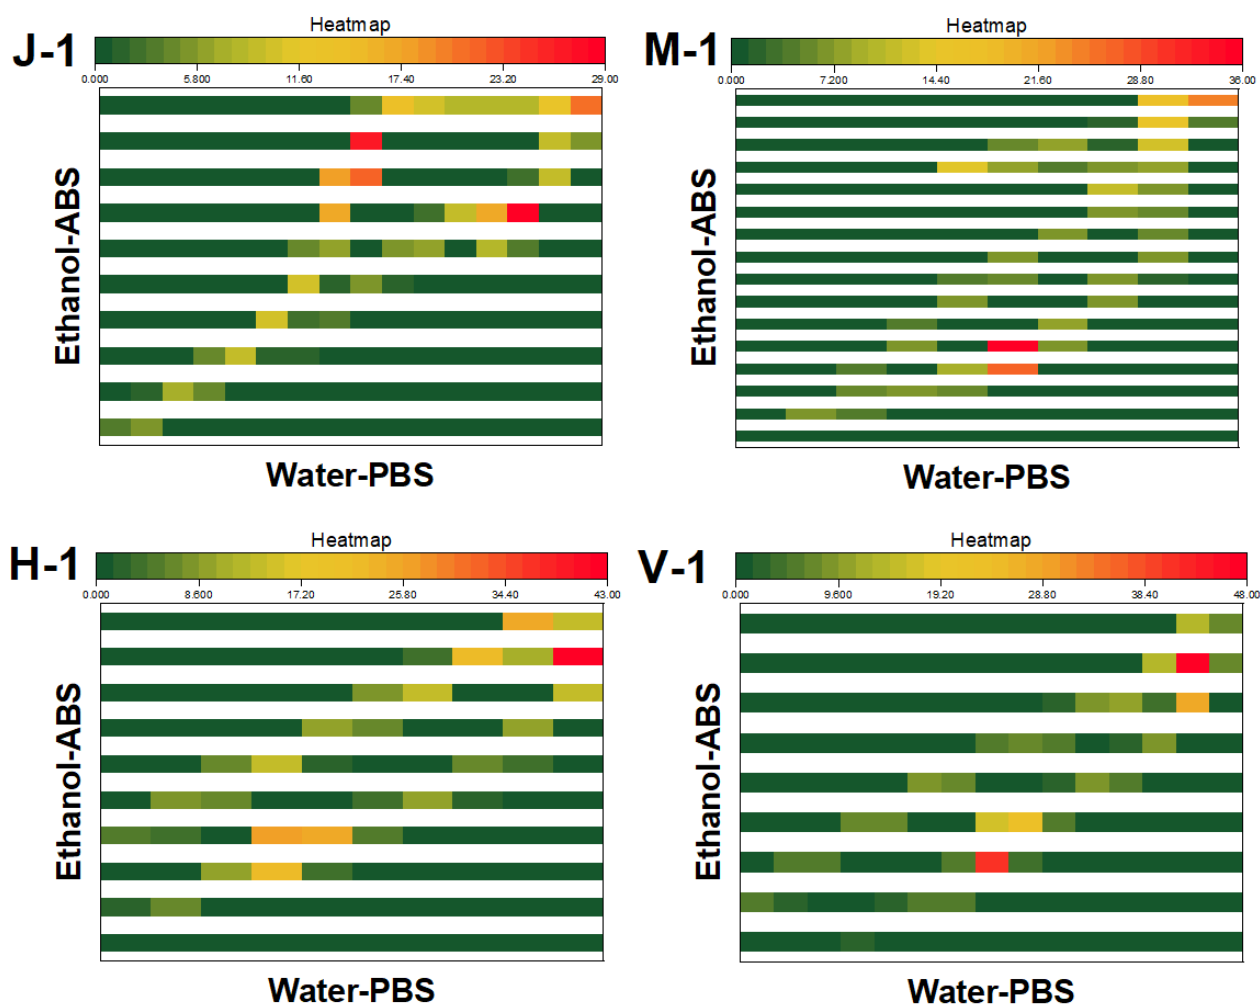 J-1
Heatmap
0.000 5.800 11.60 17.40 23.20 29.00
Ethanol-ABS
Water-PBS
M-1
Heatmap
0.000 7.200 14.40 21.60 28.80 36.00
Ethanol-ABS
Water-PBS
H-1
Heatmap
0.000 8.600 17.20 25.80 34.40 43.00
Ethanol-ABS
Water-PBS
V-1
Heatmap
0.000 9.600 19.20 28.80 38.40 48.00
Ethanol-ABS
Water-PBS